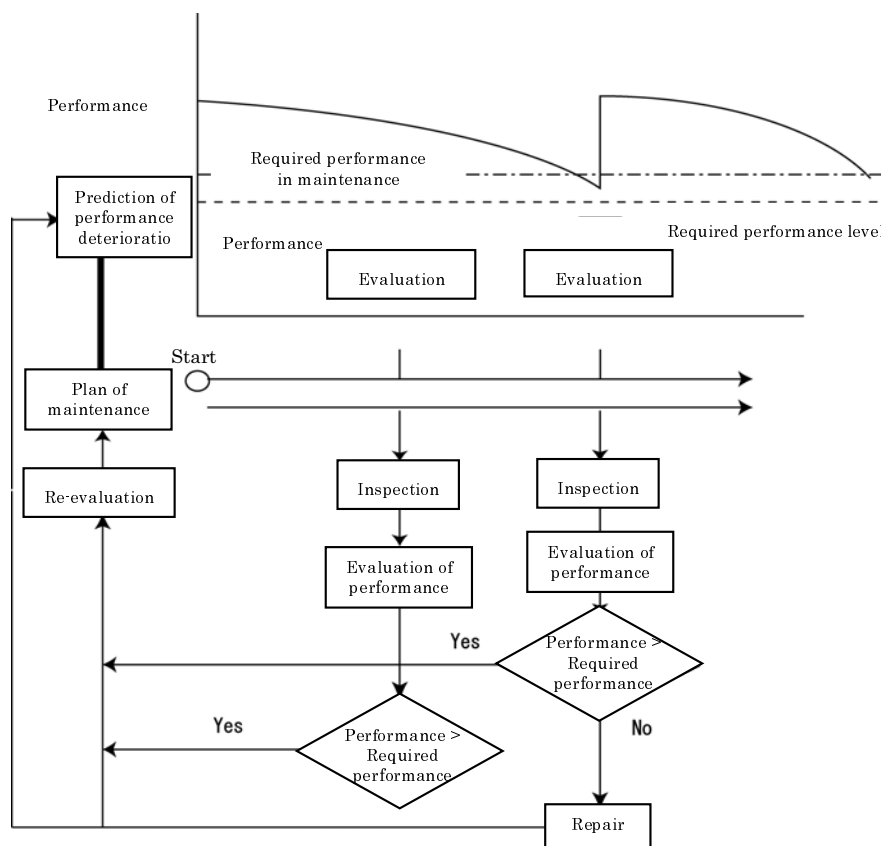 Performance
Required performance
in maintenance
Prediction of
performance
deterioratio
Performance
Required performance level
Evaluation
Evaluation
Start
Plan of
maintenance
Re-evaluation
Inspection
Inspection
Evaluation of
performance
Evaluation of
performance
Yes
Performance >
Required
performance
Yes
No
Performance >
Required
performance
Repair